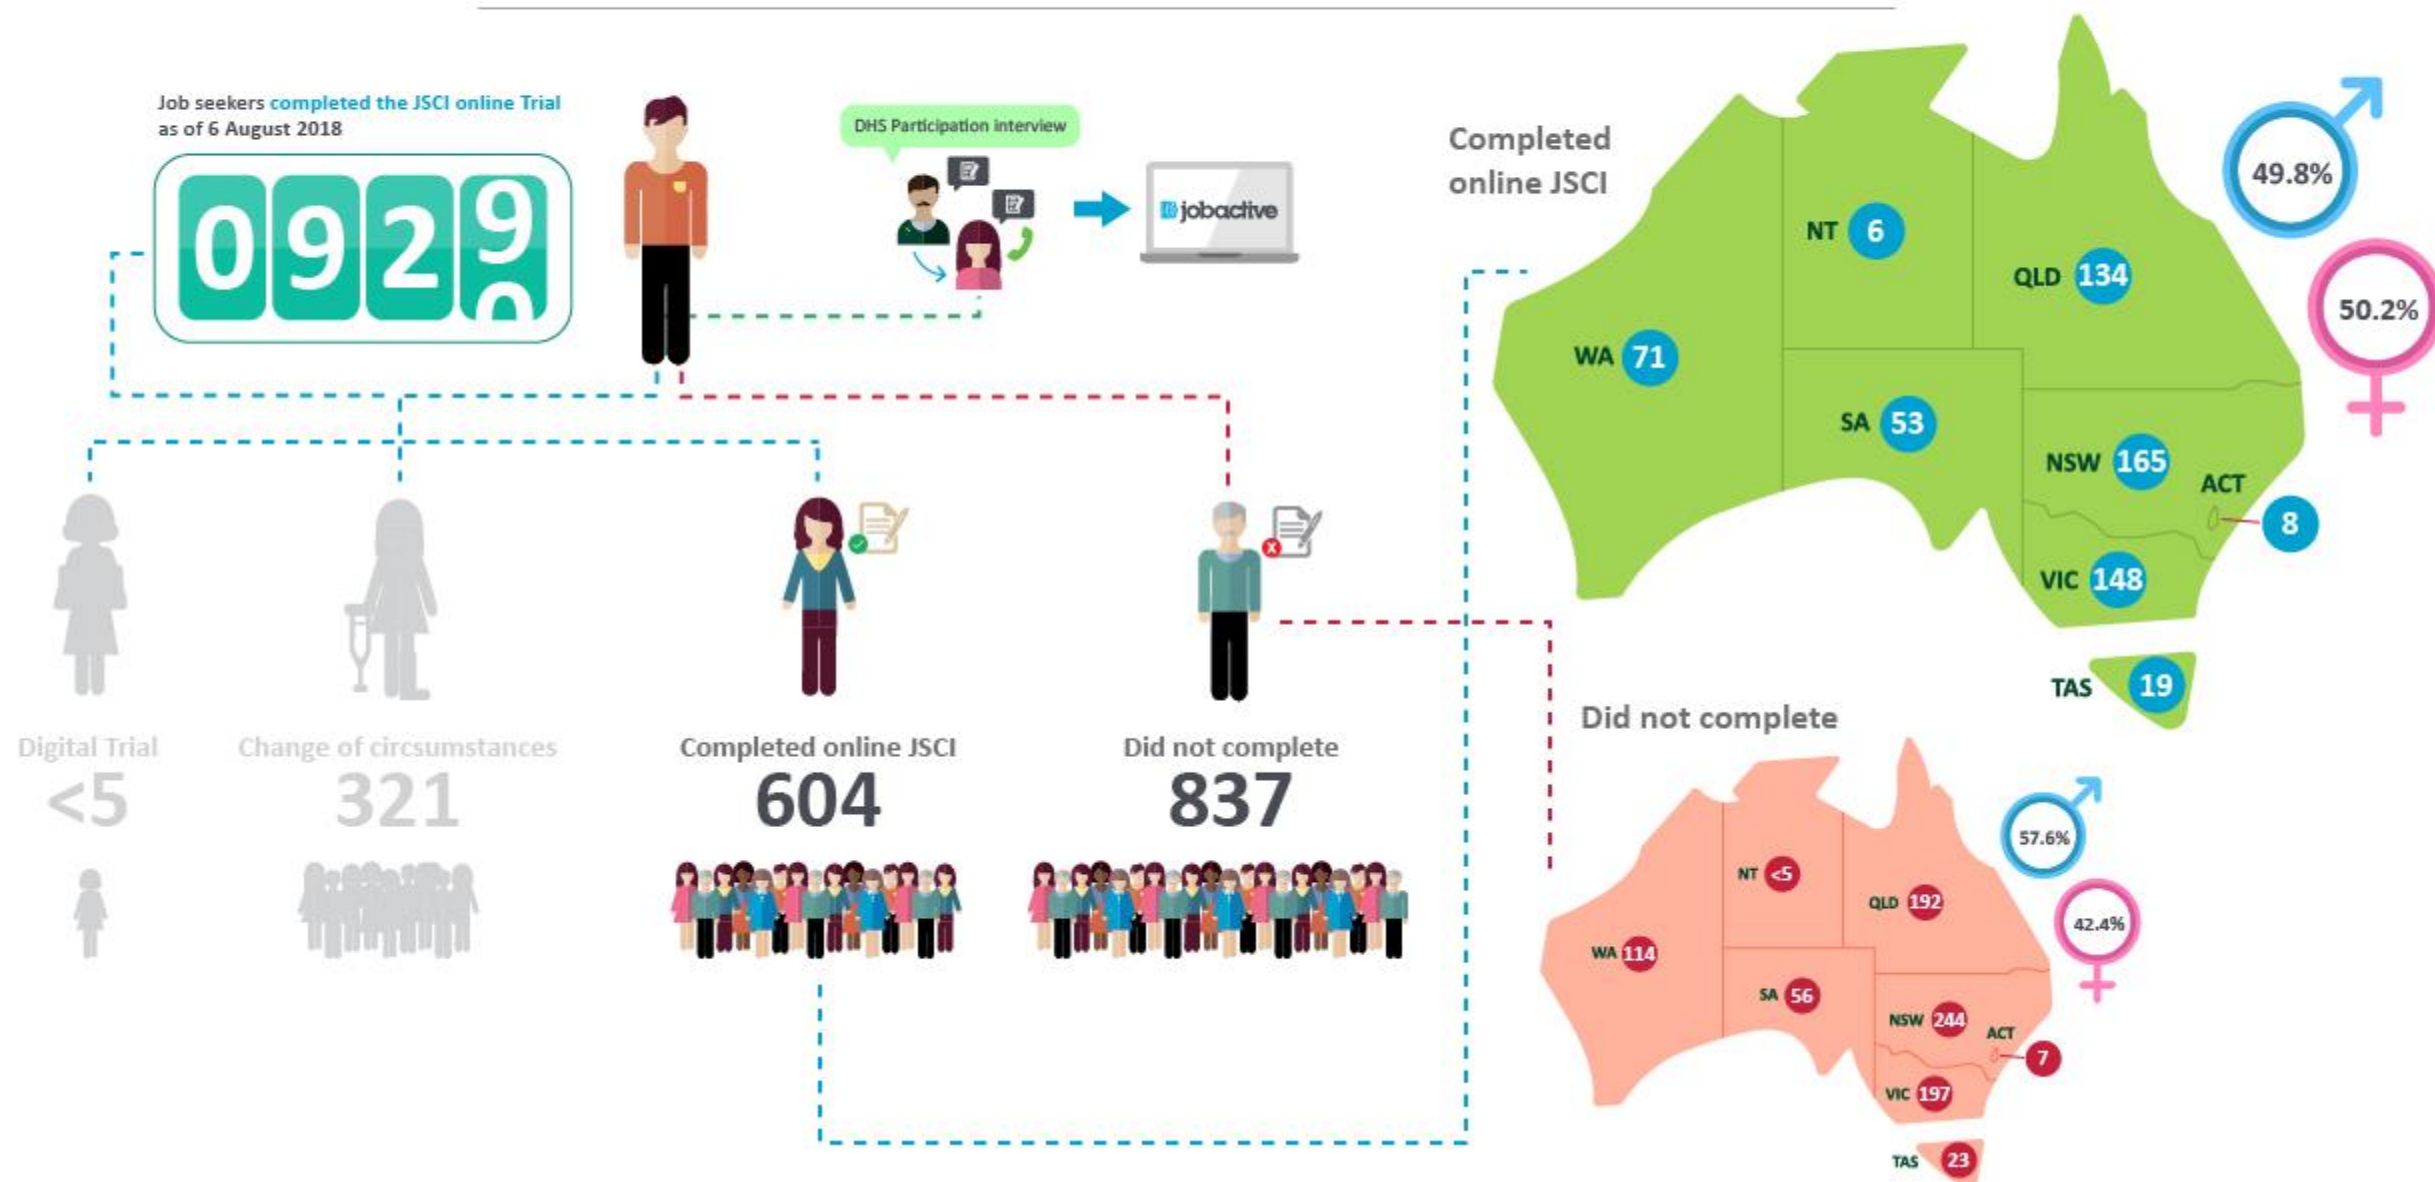 Job seekers completed the JSCI online Trial
as of 6 August 2018
0929
0
DHS Participation interview
jobactive
Digital Trial
<5
Change of circsumstances
321
Completed online JSCI
604
Did not complete
837
Completed
online JSCI
49.8%
50.2%
NT 6
QLD 134
WA 71
SA 53
NSW 165
ACT
8
VIC 148
TAS 19
Did not complete
57.6%
42.4%
NT <5
QLD 192
WA 114
SA 56
NSW 244
ACT
7
VIC 197
TAS 23